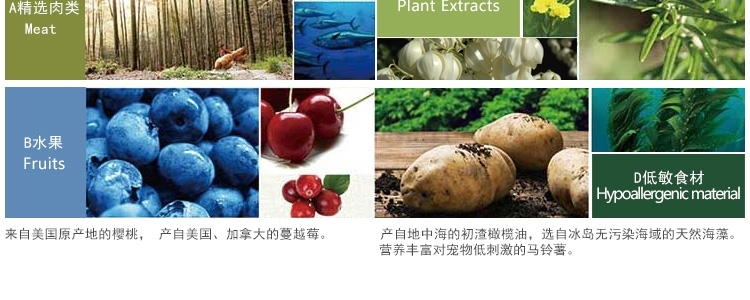 A精选肉类
Meat
Plant Extracts
B水果
Fruits
D低敏食材
Hypoallergenic material
来自美国原产地的樱桃， 产自美国、加拿大的蔓越莓。
产自地中海的初渣橄榄油，选自冰岛无污染海域的天然海藻。
营养丰富对宠物低刺激的马铃薯。